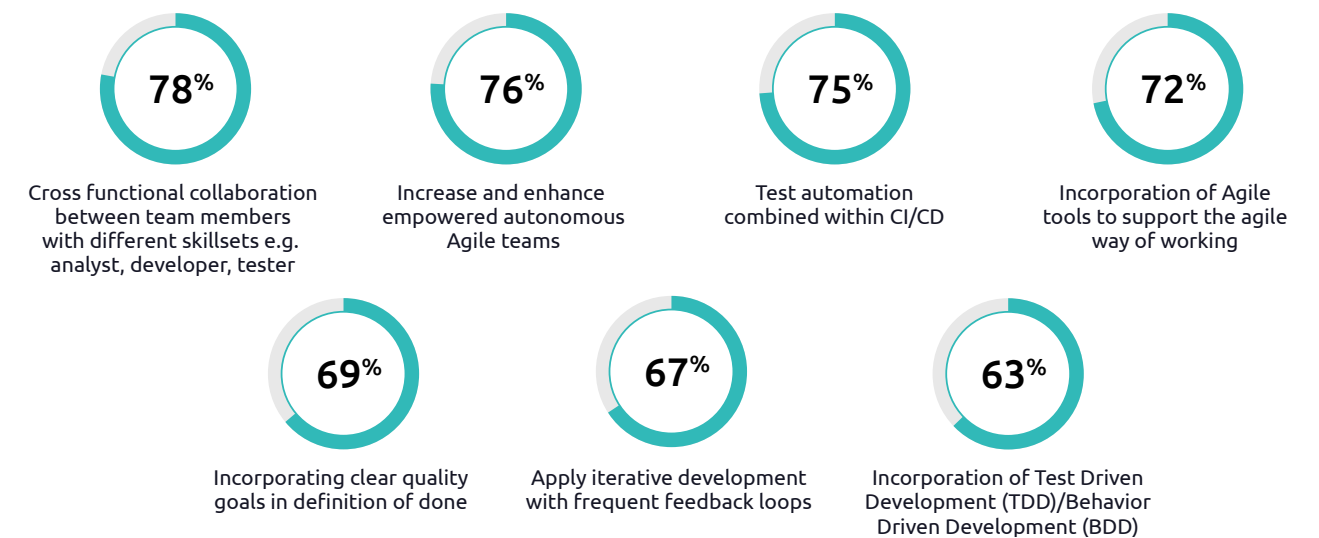 78%
76%
75%
72%
Cross functional collaboration
between team members
with different skillsets e.g.
analyst, developer, tester
Increase and enhance
empowered autonomous
Agile teams
Test automation
combined within CI/CD
Incorporation of Agile
tools to support the agile
way of working
69%
67%
63%
Incorporating clear quality
goals in definition of done
Apply iterative development
with frequent feedback loops
Incorporation of Test Driven
Development (TDD)/Behavior
Driven Development (BDD)